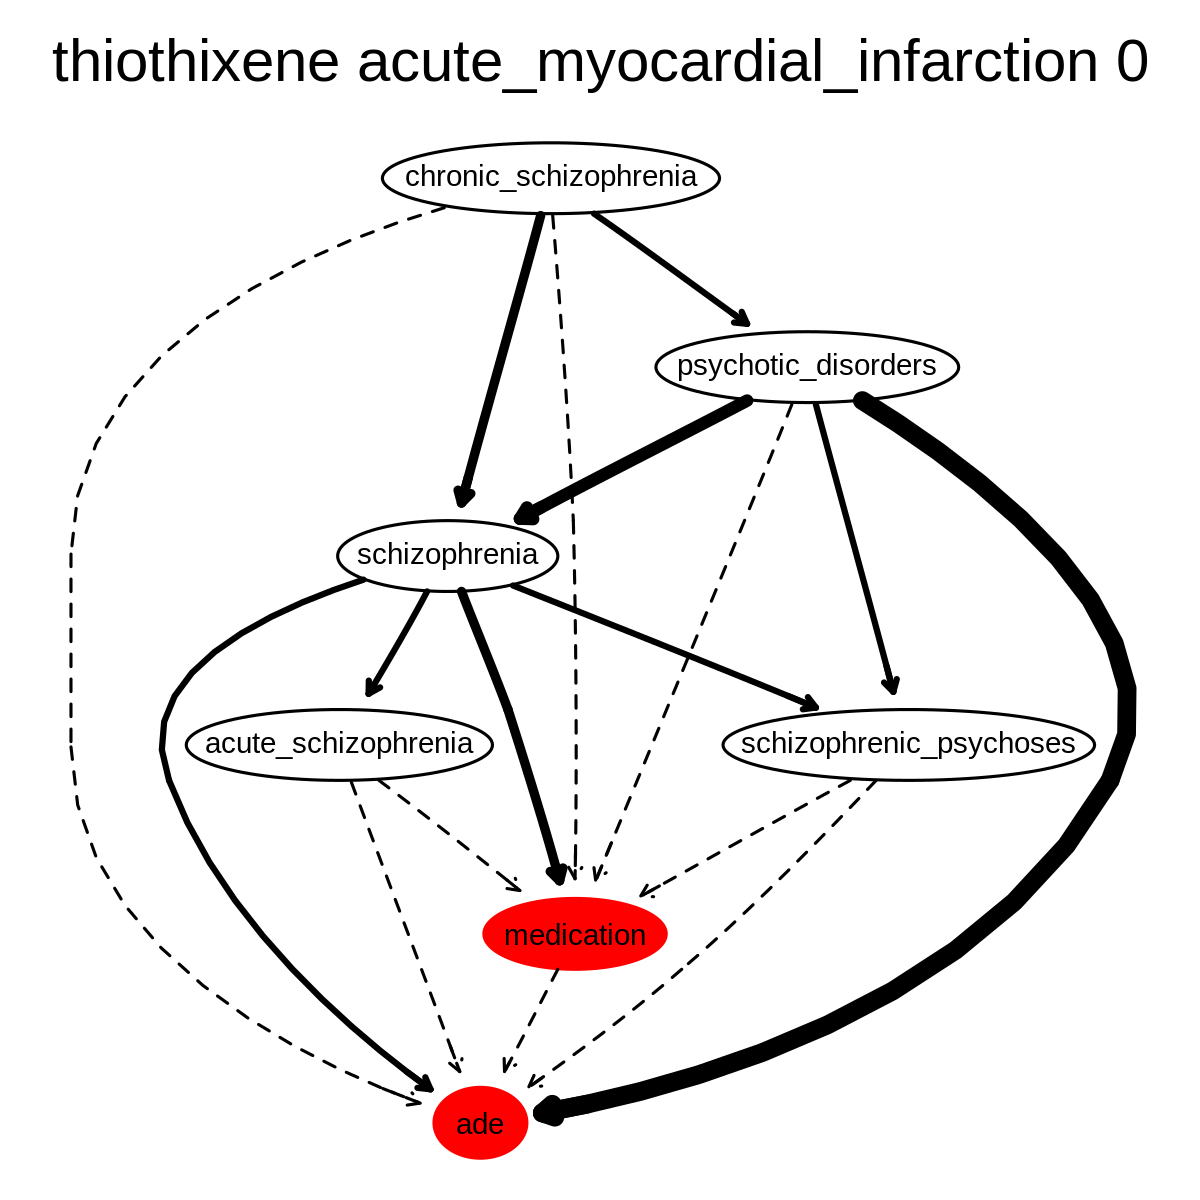 thiothixene acute_myocardial_infarction 0
chronic_schizophrenia
psychotic_disorders
schizophrenia
acute_schizophrenia
schizophrenic_psychoses
medication
ade